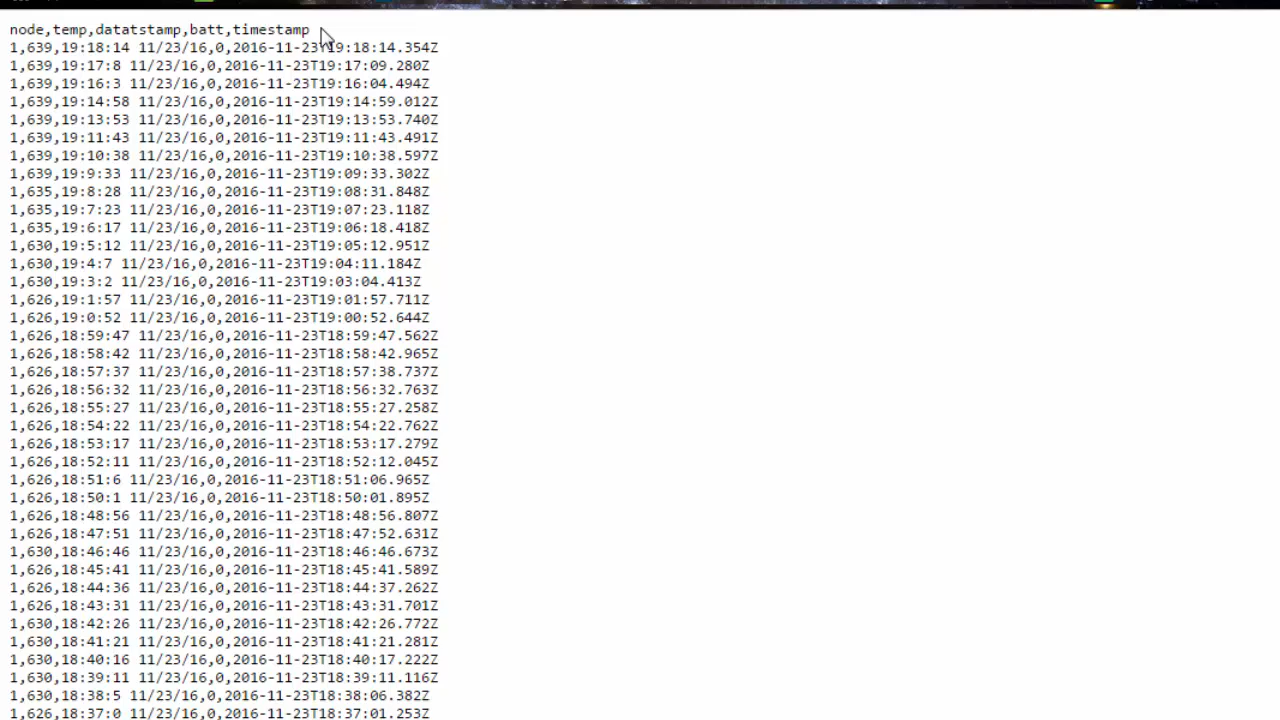 node,temp,datatstamp,batt,timestamp
1,639,19:18:14 11/23/16,0,2016-11-23T19:18:14.354Z
1,639,19:17:8 11/23/16,0,2016-11-23T19:17:09.280Z
1,639,19:16:3 11/23/16,0,2016-11-23T19:16:04.494Z
1,639,19:14:58 11/23/16,0,2016-11-23T19:14:59.012Z
1,639,19:13:53 11/23/16,0,2016-11-23T19:13:53.740Z
1,639,19:11:43 11/23/16,0,2016-11-23T19:11:43.491Z
1,639,19:10:38 11/23/16,0,2016-11-23T19:10:38.597Z
1,639,19:9:33 11/23/16,0,2016-11-23T19:09:33.302Z
1,635,19:8:28 11/23/16,0,2016-11-23T19:08:31.848Z
1,635,19:7:23 11/23/16,0,2016-11-23T19:07:23.118Z
1,635,19:6:17 11/23/16,0,2016-11-23T19:06:18.418Z
1,630,19:5:12 11/23/16,0,2016-11-23T19:05:12.951Z
1,630,19:4:7 11/23/16,0,2016-11-23T19:04:11.184Z
1,630,19:3:2 11/23/16,0,2016-11-23T19:03:04.413Z
1,626,19:1:57 11/23/16,0,2016-11-23T19:01:57.711Z
1,626,19:0:52 11/23/16,0,2016-11-23T19:00:52.644Z
1,626,18:59:47 11/23/16,0,2016-11-23T18:59:47.562Z
1,626,18:58:42 11/23/16,0,2016-11-23T18:58:42.965Z
1,626,18:57:37 11/23/16,0,2016-11-23T18:57:38.737Z
1,626,18:56:32 11/23/16,0,2016-11-23T18:56:32.763Z
1,626,18:55:27 11/23/16,0,2016-11-23T18:55:27.258Z
1,626,18:54:22 11/23/16,0,2016-11-23T18:54:22.762Z
1,626,18:53:17 11/23/16,0,2016-11-23T18:53:17.279Z
1,626,18:52:11 11/23/16,0,2016-11-23T18:52:12.045Z
1,626,18:51:6 11/23/16,0,2016-11-23T18:51:06.965Z
1,626,18:50:1 11/23/16,0,2016-11-23T18:50:01.895Z
1,626,18:48:56 11/23/16,0,2016-11-23T18:48:56.807Z
1,626,18:47:51 11/23/16,0,2016-11-23T18:47:52.631Z
1,630,18:46:46 11/23/16,0,2016-11-23T18:46:46.673Z
1,626,18:45:41 11/23/16,0,2016-11-23T18:45:41.589Z
1,626,18:44:36 11/23/16,0,2016-11-23T18:44:37.262Z
1,626,18:43:31 11/23/16,0,2016-11-23T18:43:31.701Z
1,630,18:42:26 11/23/16,0,2016-11-23T18:42:26.772Z
1,630,18:41:21 11/23/16,0,2016-11-23T18:41:21.281Z
1,630,18:40:16 11/23/16,0,2016-11-23T18:40:17.222Z
1,630,18:39:11 11/23/16,0,2016-11-23T18:39:11.116Z
1,630,18:38:5 11/23/16,0,2016-11-23T18:38:06.382Z
1,626,18:37:0 11/23/16,0,2016-11-23T18:37:01.253Z